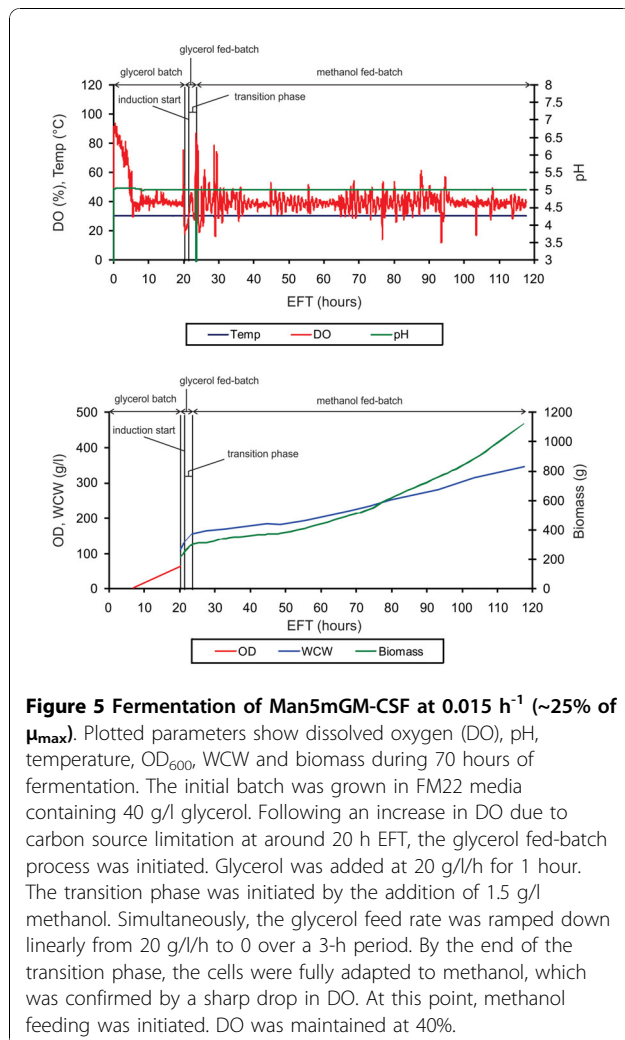 glycerol fed-batch
glycerol batch
methanol fed-batch
induction start
transition phase
120
100
80
60
40
20
0
DO (%), Temp (°C)
8
7.5
7
6.5
6
5.5
5
4.5
4
3.5
3
pH
0 10 20 30 40 50 60 70 80 90 100 110 120
EFT (hours)
Temp DO pH
glycerol fed-batch
glycerol batch
methanol fed-batch
induction start
transition phase
500
400
300
200
100
0
OD, WCW (g/l)
1200
1000
800
600
400
200
0
Biomass (g)
0 10 20 30 40 50 60 70 80 90 100 110 120
EFT (hours)
OD WCW Biomass
Figure 5 Fermentation of Man5mGM-CSF at 0.015 h⁻¹ (~25% of
μmax). Plotted parameters show dissolved oxygen (DO), pH,
temperature, OD₆₀₀, WCW and biomass during 70 hours of
fermentation. The initial batch was grown in FM22 media
containing 40 g/l glycerol. Following an increase in DO due to
carbon source limitation at around 20 h EFT, the glycerol fed-batch
process was initiated. Glycerol was added at 20 g/l/h for 1 hour.
The transition phase was initiated by the addition of 1.5 g/l
methanol. Simultaneously, the glycerol feed rate was ramped down
linearly from 20 g/l/h to 0 over a 3-h period. By the end of the
transition phase, the cells were fully adapted to methanol, which
was confirmed by a sharp drop in DO. At this point, methanol
feeding was initiated. DO was maintained at 40%.